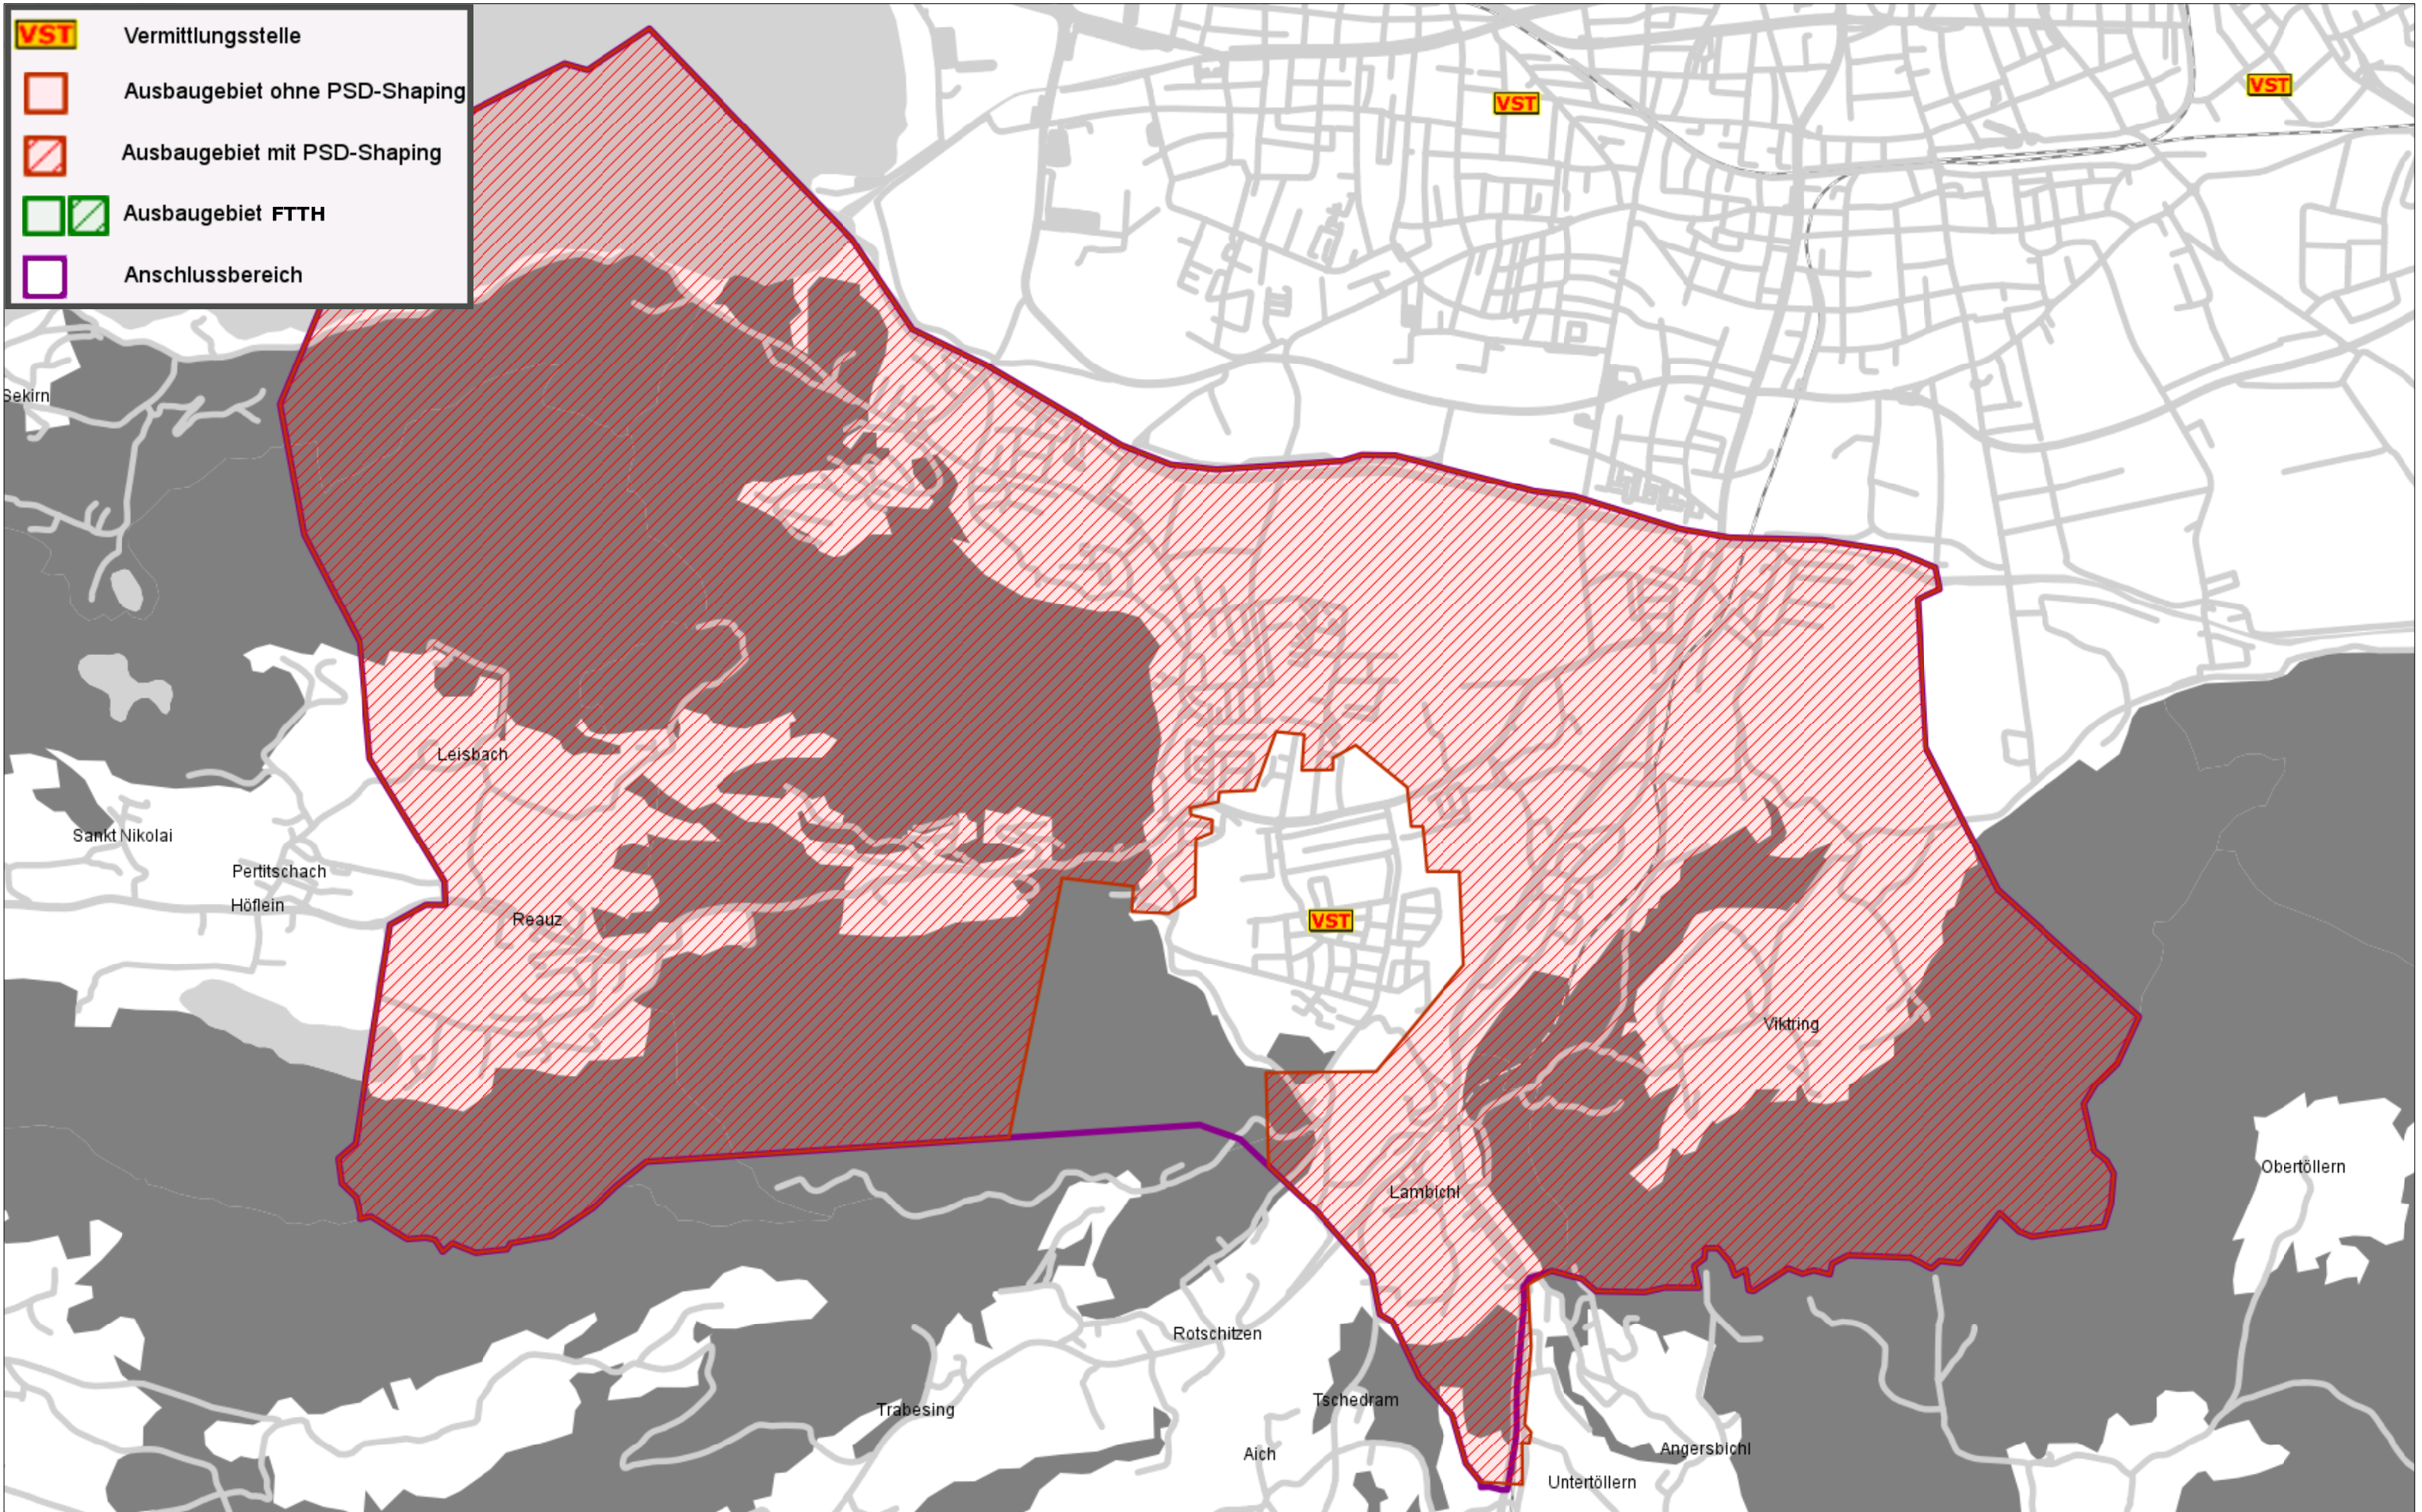 VST Vermittlungsstelle
Ausbaugebiet ohne PSD-Shaping
Ausbaugebiet mit PSD-Shaping
Ausbaugebiet FTTH
Anschlussbereich
VST
VST
Sekirn
Leisbach
Sankt Nikolai
Pertitschach
Höflein
Reauz
VST
Viktring
Obertöllern
Lambichl
Rotschitzen
Tschedram
Trabesing
Angersbichl
Aich
Untertöllern